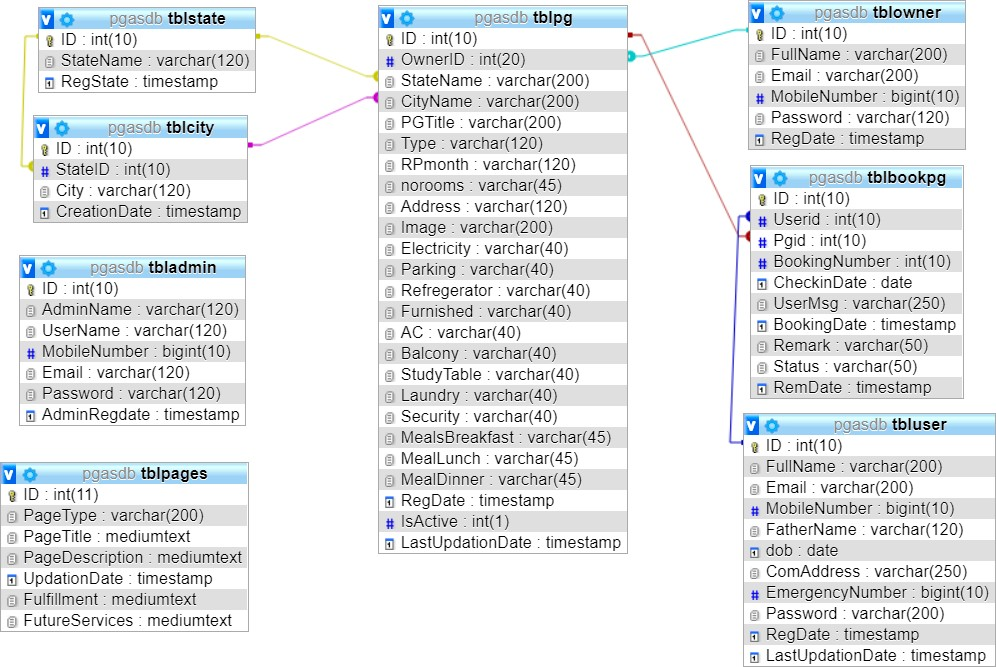 pgasdb tblstate
ID : int(10)
StateName : varchar(120)
RegState : timestamp
pgasdb tblcity
ID : int(10)
StateID : int(10)
City : varchar(120)
CreationDate : timestamp
pgasdb tbladmin
ID : int(10)
AdminName : varchar(120)
UserName : varchar(120)
MobileNumber : bigint(10)
Email : varchar(120)
Password : varchar(120)
AdminRegdate : timestamp
pgasdb tblpages
ID : int(11)
PageType : varchar(200)
PageTitle : mediumtext
PageDescription : mediumtext
UpdationDate : timestamp
Fulfillment : mediumtext
FutureServices : mediumtext
pgasdb tblpg
ID : int(10)
OwnerID : int(20)
StateName : varchar(200)
CityName : varchar(200)
PGTitle : varchar(200)
Type : varchar(120)
RPmonth : varchar(120)
norooms : varchar(45)
Address : varchar(120)
Image : varchar(200)
Electricity : varchar(40)
Parking : varchar(40)
Refregerator : varchar(40)
Furnished : varchar(40)
AC : varchar(40)
Balcony : varchar(40)
StudyTable : varchar(40)
Laundry : varchar(40)
Security : varchar(40)
MealsBreakfast : varchar(45)
MealLunch : varchar(45)
MealDinner : varchar(45)
RegDate : timestamp
IsActive : int(1)
LastUpdationDate : timestamp
pgasdb tblowner
ID : int(10)
FullName : varchar(200)
Email : varchar(200)
MobileNumber : bigint(10)
Password : varchar(120)
RegDate : timestamp
pgasdb tblbookpg
ID : int(10)
Userid : int(10)
Pgid : int(10)
BookingNumber : int(10)
CheckinDate : date
UserMsg : varchar(250)
BookingDate : timestamp
Remark : varchar(50)
Status : varchar(50)
RemDate : timestamp
pgasdb tbluser
ID : int(10)
FullName : varchar(200)
Email : varchar(200)
MobileNumber : bigint(10)
FatherName : varchar(120)
dob : date
ComAddress : varchar(250)
EmergencyNumber : bigint(10)
Password : varchar(200)
RegDate : timestamp
LastUpdationDate : timestamp